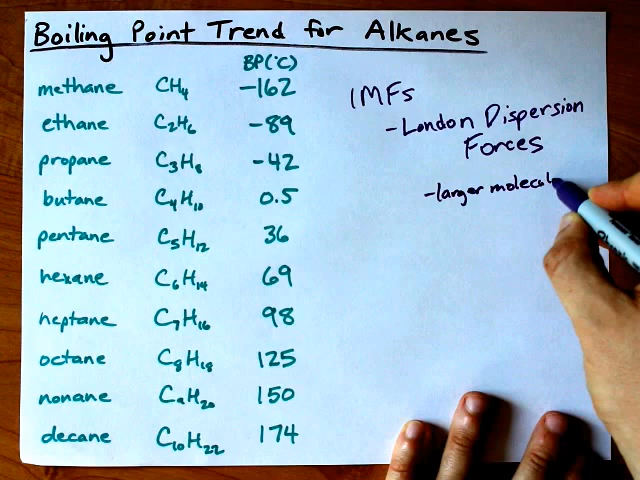 Boiling Point Trend for Alkanes
BP(°C)
methane CH₄ -162
ethane C₂H₆ -89
propane C₃H₈ -42
butane C₄H₁₀ 0.5
pentane C₅H₁₂ 36
hexane C₆H₁₄ 69
heptane C₇H₁₆ 98
octane C₈H₁₈ 125
nonane C₉H₂₀ 150
decane C₁₀H₂₂ 174
IMFs
-London Dispersion
Forces
-larger molecul